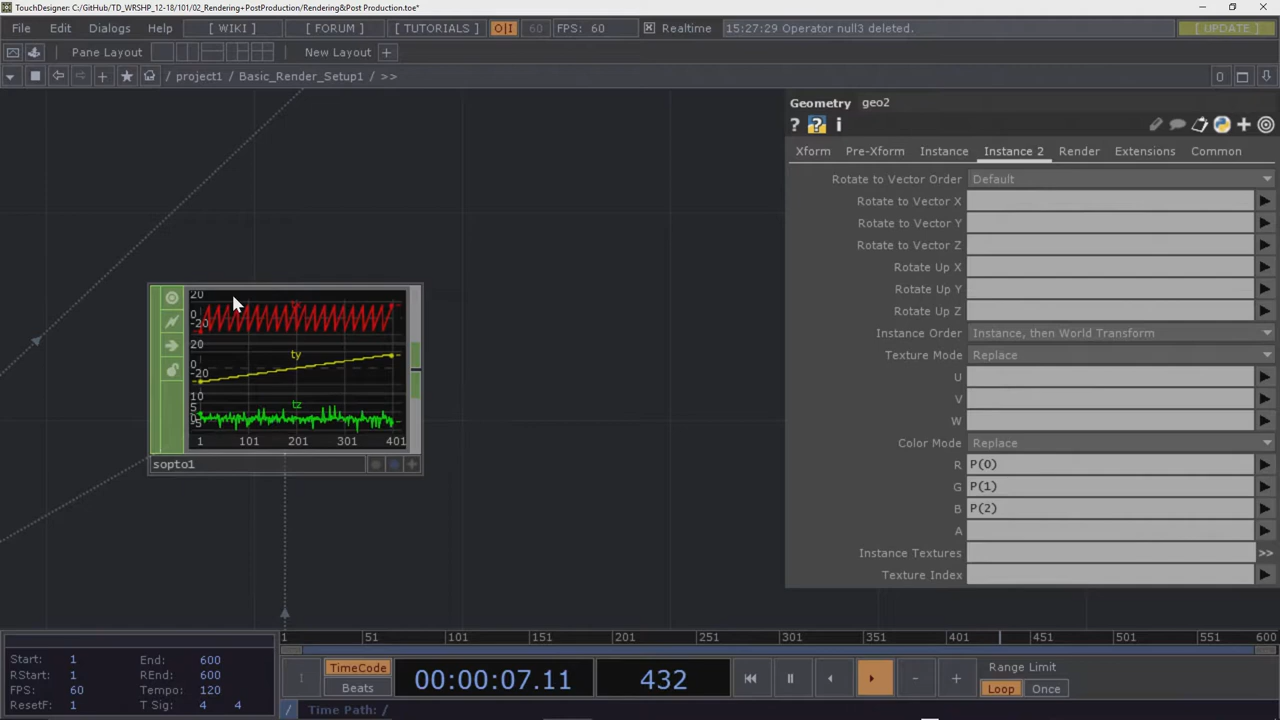 TouchDesigner: C:/GitHub/TD_WRSHP_12-18/101/02_Rendering+PostProduction/Rendering&Post Production.toe*
File Edit Dialogs [ WIKI ] [ FORUM ] [ TUTORIALS ] O|I 60 FPS: 60 Realtime 15:27:29 Operator null3 deleted. [ UPDATE ]
Pane Layout New Layout +
/ project1 / Basic_Render_Setup1 / >> 0
Geometry geo2
? ? i
Xform Pre-Xform Instance Instance 2 Render Extensions Common
Rotate to Vector Order Default
Rotate to Vector X
Rotate to Vector Y
Rotate to Vector Z
Rotate Up X
Rotate Up Y
Rotate Up Z
Instance Order Instance, then World Transform
Texture Mode Replace
U
V
W
Color Mode Replace
R P(0)
G P(1)
B P(2)
A
Instance Textures >>
Texture Index
20
0
-20
20
ty
0
-20
10
5
tz
0
-5
1 101 201 301 401
sopto1
1 51 101 151 201 251 301 351 401 451 501 551 600
Start: 1 End: 600
RStart: 1 REnd: 600
FPS: 60 Tempo: 120
ResetF: 1 T Sig: 4 4
1 TimeCode Beats 00:00:07.11 432 - + Range Limit
Loop Once
/ Time Path: /